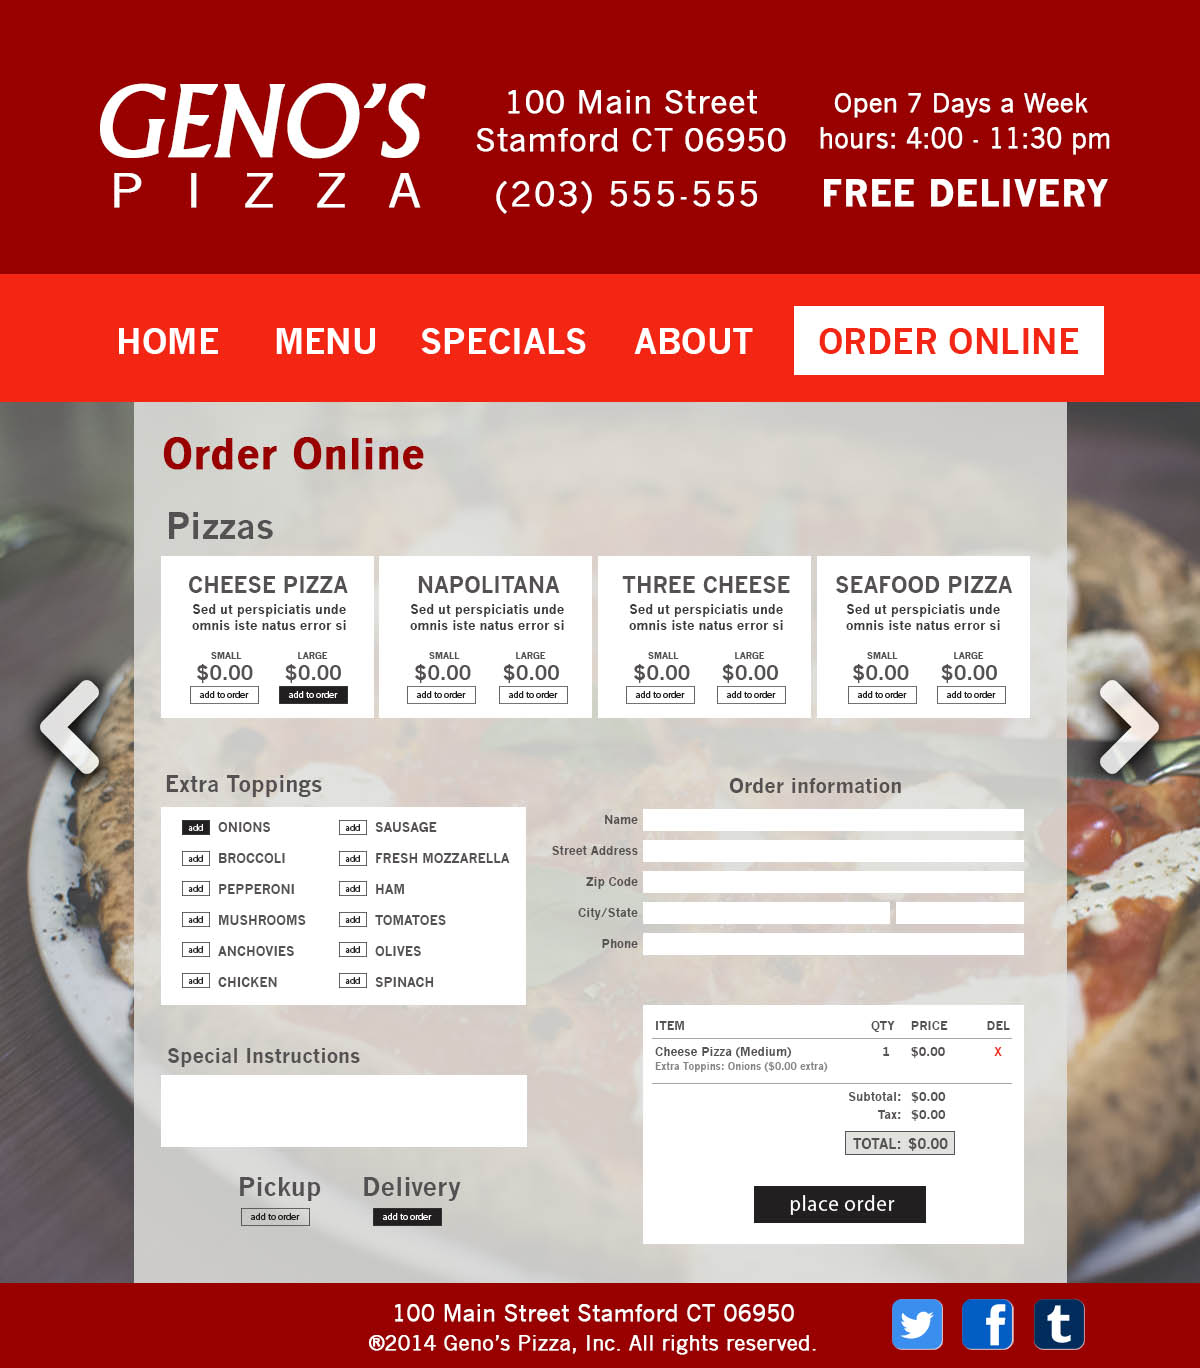 GENO'S
PIZZA
100 Main Street
Stamford CT 06950
(203) 555-555
Open 7 Days a Week
hours: 4:00 - 11:30 pm
FREE DELIVERY
HOME MENU SPECIALS ABOUT ORDER ONLINE
Order Online
Pizzas
CHEESE PIZZA
Sed ut perspiciatis unde
omnis iste natus error si
SMALL LARGE
$0.00 $0.00
add to order add to order
NAPOLITANA
Sed ut perspiciatis unde
omnis iste natus error si
SMALL LARGE
$0.00 $0.00
add to order add to order
THREE CHEESE
Sed ut perspiciatis unde
omnis iste natus error si
SMALL LARGE
$0.00 $0.00
add to order add to order
SEAFOOD PIZZA
Sed ut perspiciatis unde
omnis iste natus error si
SMALL LARGE
$0.00 $0.00
add to order add to order
Extra Toppings
add ONIONS add SAUSAGE
add BROCCOLI add FRESH MOZZARELLA
add PEPPERONI add HAM
add MUSHROOMS add TOMATOES
add ANCHOVIES add OLIVES
add CHICKEN add SPINACH
Special Instructions
Pickup Delivery
add to order add to order
Order information
Name
Street Address
Zip Code
City/State
Phone
ITEM QTY PRICE DEL
Cheese Pizza (Medium) 1 $0.00 X
Extra Toppins: Onions ($0.00 extra)
Subtotal: $0.00
Tax: $0.00
TOTAL: $0.00
place order
100 Main Street Stamford CT 06950
®2014 Geno's Pizza, Inc. All rights reserved.